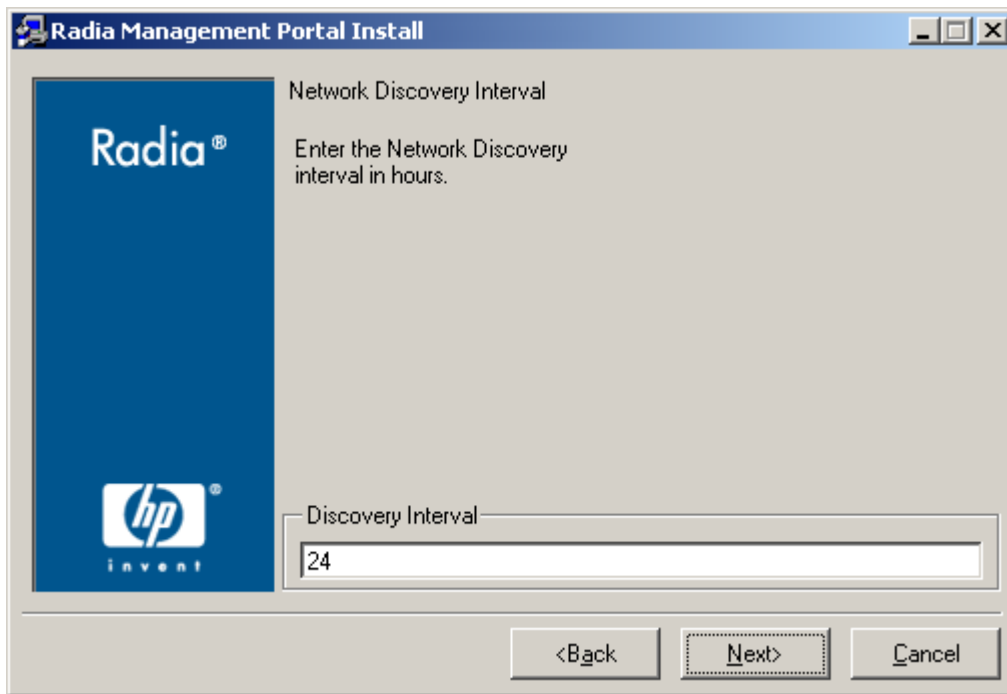 Radia Management Portal Install
Radia®
Network Discovery Interval
Enter the Network Discovery
interval in hours.
hp®
invent
Discovery Interval
24
<Back
Next>
Cancel